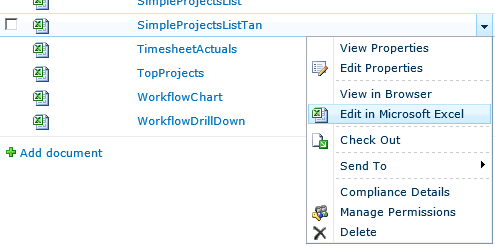 SimpleProjectsList
SimpleProjectsListTan
TimesheetActuals
TopProjects
WorkflowChart
WorkflowDrillDown
Add document
View Properties
Edit Properties
View in Browser
Edit in Microsoft Excel
Check Out
Send To
Compliance Details
Manage Permissions
Delete